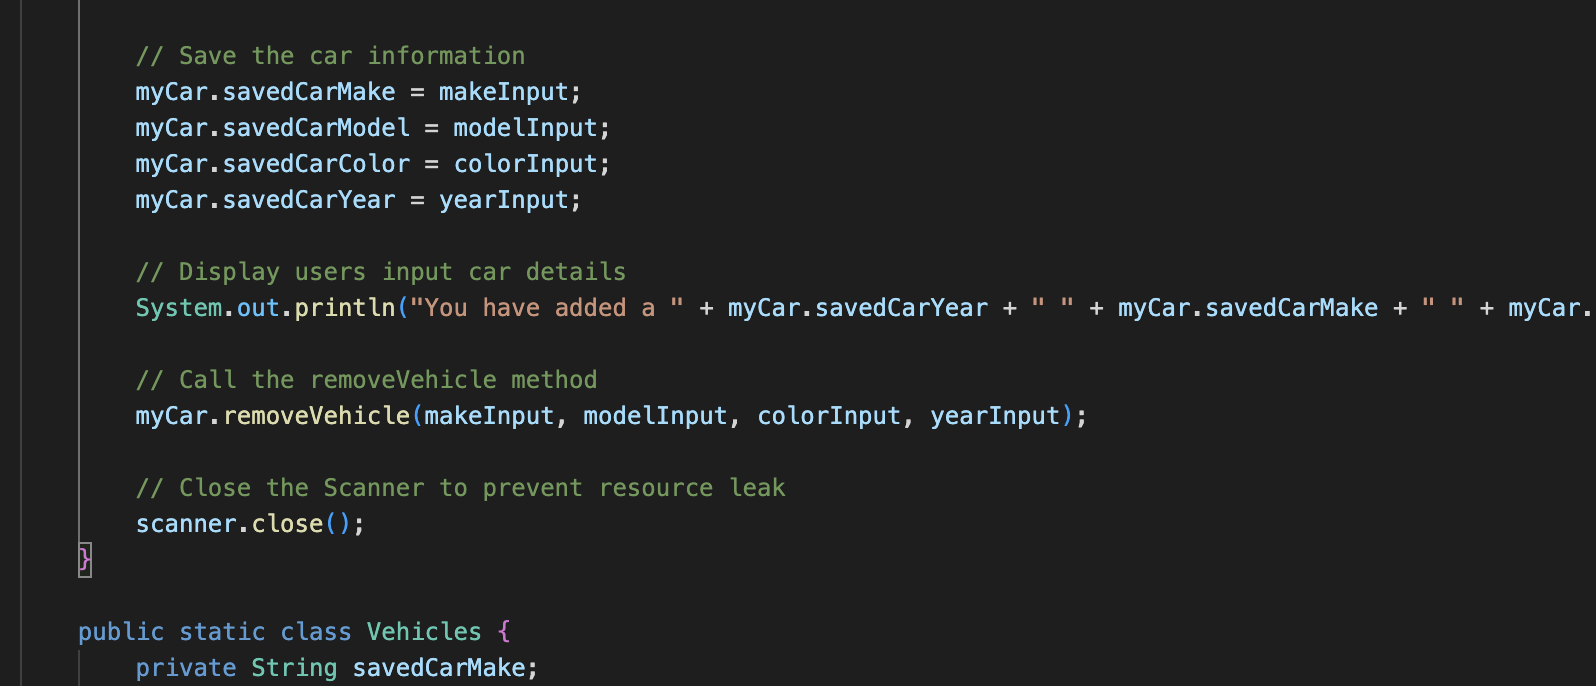 // Save the car information
myCar.savedCarMake = makeInput;
myCar.savedCarModel = modelInput;
myCar.savedCarColor = colorInput;
myCar.savedCarYear = yearInput;
// Display users input car details
System.out.println("You have added a " + myCar.savedCarYear + " " + myCar.savedCarMake + " " + myCar.
// Call the removeVehicle method
myCar.removeVehicle(makeInput, modelInput, colorInput, yearInput);
// Close the Scanner to prevent resource leak
scanner.close();
}
public static class Vehicles {
private String savedCarMake;